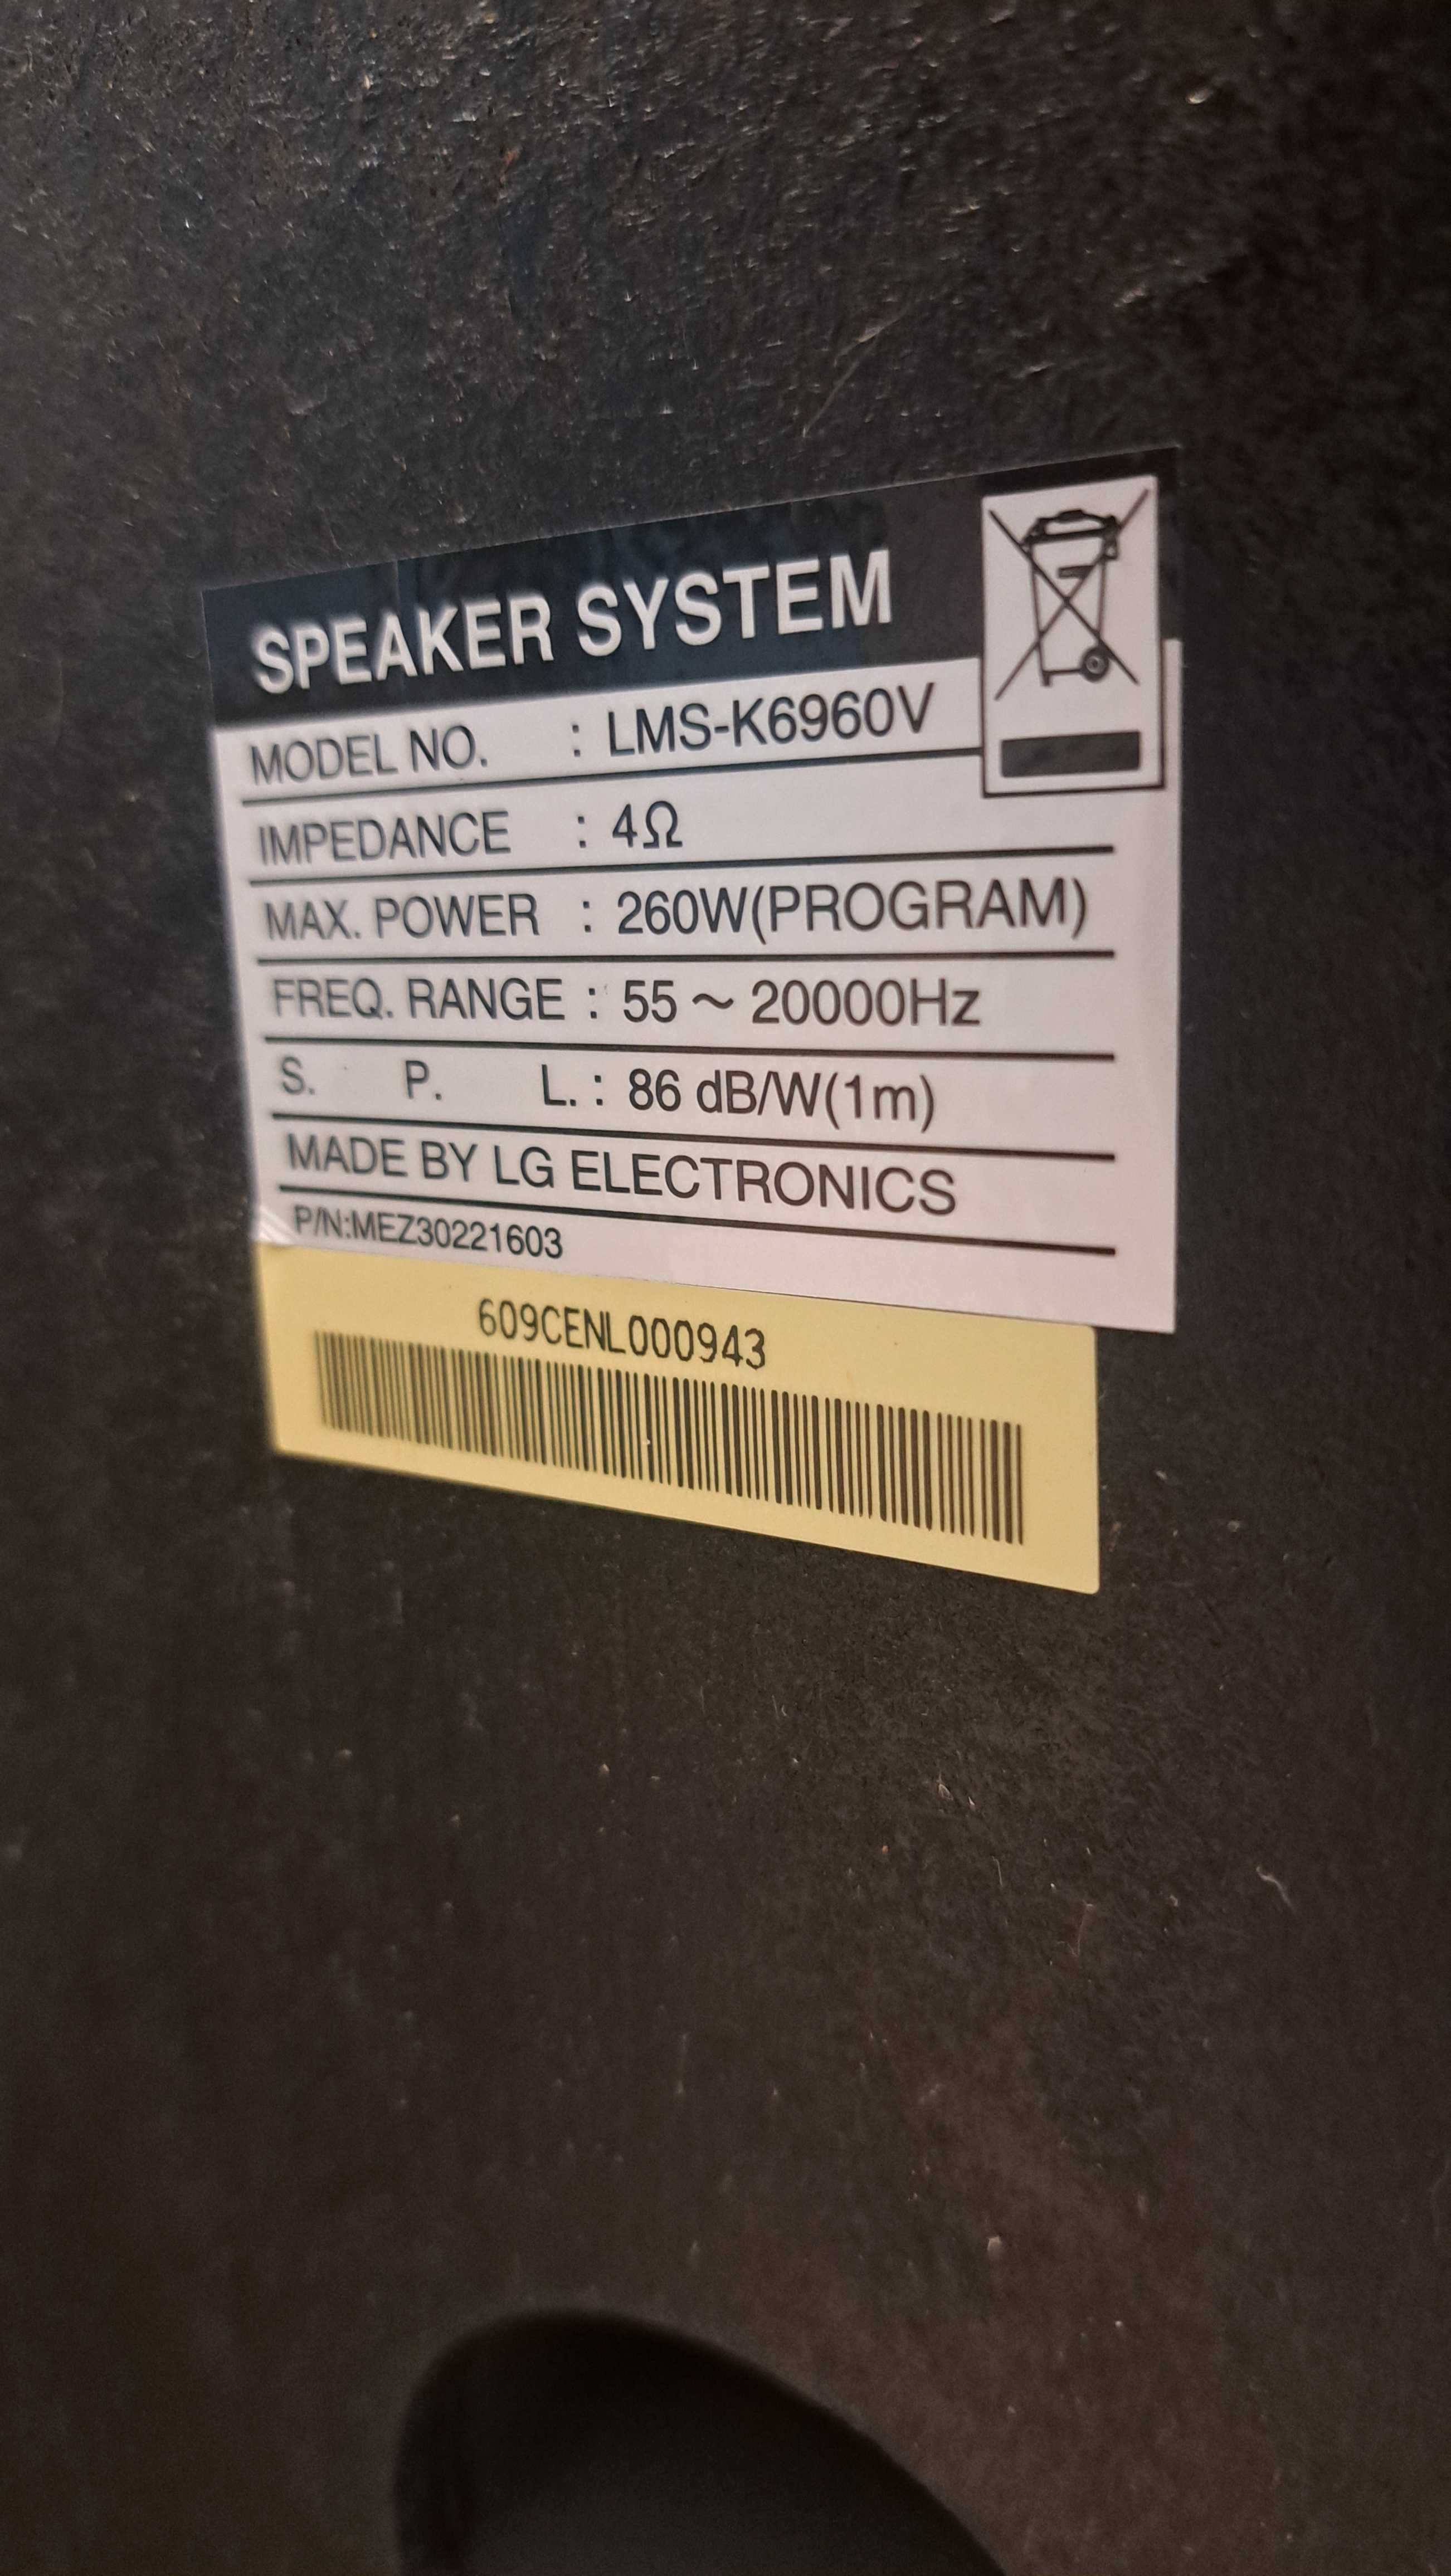 SPEAKER SYSTEM
MODEL NO. : LMS-K6960V
IMPEDANCE : 4Ω
MAX. POWER : 260W(PROGRAM)
FREQ. RANGE : 55 ~ 20000Hz
S. P. L. : 86 dB/W(1m)
MADE BY LG ELECTRONICS
P/N:MEZ30221603
609CENL000943